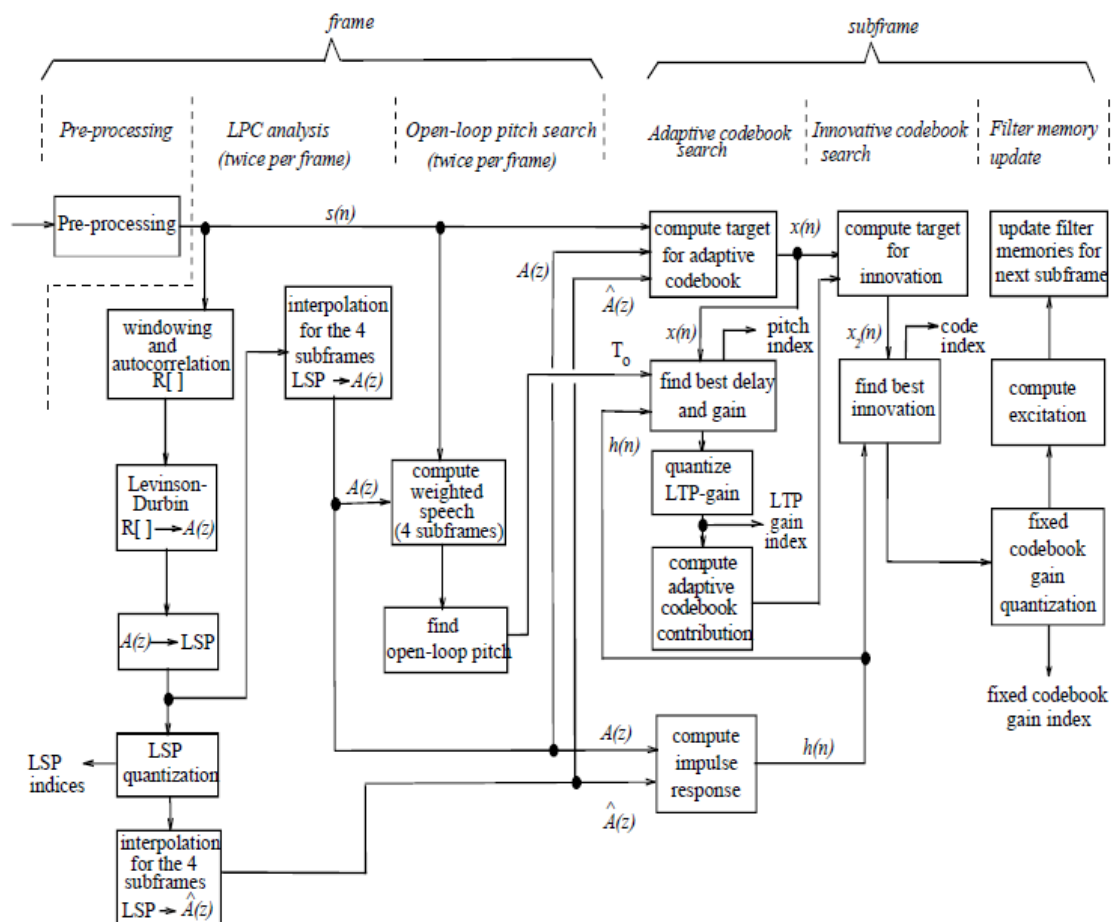 frame
subframe
Pre-processing
LPC analysis
(twice per frame)
Open-loop pitch search
(twice per frame)
Adaptive codebook
search
Innovative codebook
search
Filter memory
update
Pre-processing
s(n)
windowing
and
autocorrelation
R[ ]
Levinson-
Durbin
R[ ] → A(z)
A(z) → LSP
LSP
quantization
LSP
indices
interpolation
for the 4
subframes
LSP → Â(z)
interpolation
for the 4
subframes
LSP → A(z)
A(z)
compute
weighted
speech
(4 subframes)
find
open-loop pitch
T₀
A(z)
Â(z)
compute target
for adaptive
codebook
x(n)
x(n)
pitch
index
find best delay
and gain
h(n)
quantize
LTP-gain
LTP
gain
index
compute
adaptive
codebook
contribution
A(z)
Â(z)
compute
impulse
response
h(n)
compute target
for
innovation
x₂(n)
code
index
find best
innovation
update filter
memories for
next subframe
compute
excitation
fixed
codebook
gain
quantization
fixed codebook
gain index